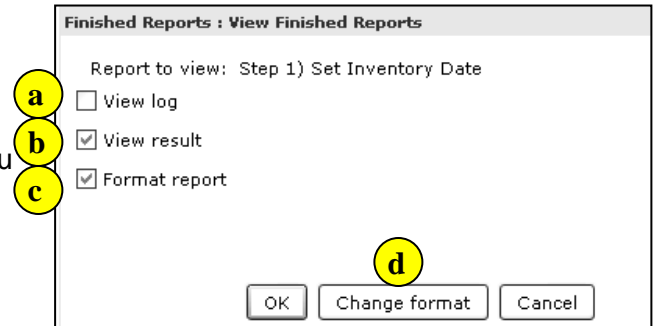 Finished Reports : View Finished Reports
Report to view: Step 1) Set Inventory Date
a View log
b View result
u
c Format report
d
OK Change format Cancel